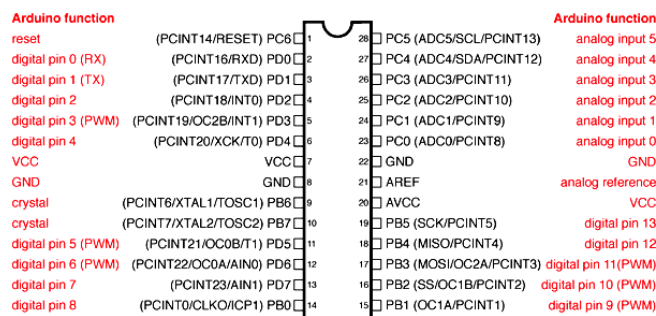 Arduino function Arduino function
reset (PCINT14/RESET) PC6 1 28 PC5 (ADC5/SCL/PCINT13) analog input 5
digital pin 0 (RX) (PCINT16/RXD) PD0 2 27 PC4 (ADC4/SDA/PCINT12) analog input 4
digital pin 1 (TX) (PCINT17/TXD) PD1 3 26 PC3 (ADC3/PCINT11) analog input 3
digital pin 2 (PCINT18/INT0) PD2 4 25 PC2 (ADC2/PCINT10) analog input 2
digital pin 3 (PWM) (PCINT19/OC2B/INT1) PD3 5 24 PC1 (ADC1/PCINT9) analog input 1
digital pin 4 (PCINT20/XCK/T0) PD4 6 23 PC0 (ADC0/PCINT8) analog input 0
VCC VCC 7 22 GND GND
GND GND 8 21 AREF analog reference
crystal (PCINT6/XTAL1/TOSC1) PB6 9 20 AVCC VCC
crystal (PCINT7/XTAL2/TOSC2) PB7 10 19 PB5 (SCK/PCINT5) digital pin 13
digital pin 5 (PWM) (PCINT21/OC0B/T1) PD5 11 18 PB4 (MISO/PCINT4) digital pin 12
digital pin 6 (PWM) (PCINT22/OC0A/AIN0) PD6 12 17 PB3 (MOSI/OC2A/PCINT3) digital pin 11(PWM)
digital pin 7 (PCINT23/AIN1) PD7 13 16 PB2 (SS/OC1B/PCINT2) digital pin 10 (PWM)
digital pin 8 (PCINT0/CLKO/ICP1) PB0 14 15 PB1 (OC1A/PCINT1) digital pin 9 (PWM)